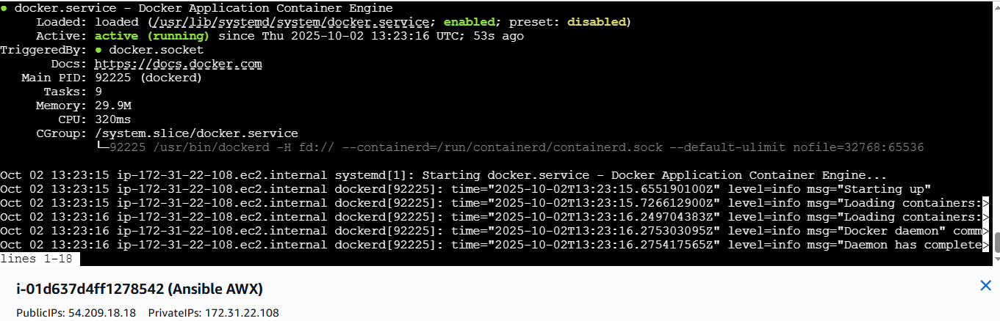 ● docker.service - Docker Application Container Engine
Loaded: loaded (/usr/lib/systemd/system/docker.service; enabled; preset: disabled)
Active: active (running) since Thu 2025-10-02 13:23:16 UTC; 53s ago
TriggeredBy: ● docker.socket
Docs: https://docs.docker.com
Main PID: 92225 (dockerd)
Tasks: 9
Memory: 29.9M
CPU: 320ms
CGroup: /system.slice/docker.service
└─92225 /usr/bin/dockerd -H fd:// --containerd=/run/containerd/containerd.sock --default-ulimit nofile=32768:65536
Oct 02 13:23:15 ip-172-31-22-108.ec2.internal systemd[1]: Starting docker.service - Docker Application Container Engine...
Oct 02 13:23:15 ip-172-31-22-108.ec2.internal dockerd[92225]: time="2025-10-02T13:23:15.655190100Z" level=info msg="Starting up"
Oct 02 13:23:15 ip-172-31-22-108.ec2.internal dockerd[92225]: time="2025-10-02T13:23:15.726612900Z" level=info msg="Loading containers:>
Oct 02 13:23:16 ip-172-31-22-108.ec2.internal dockerd[92225]: time="2025-10-02T13:23:16.249704383Z" level=info msg="Loading containers:>
Oct 02 13:23:16 ip-172-31-22-108.ec2.internal dockerd[92225]: time="2025-10-02T13:23:16.275303095Z" level=info msg="Docker daemon" comm>
Oct 02 13:23:16 ip-172-31-22-108.ec2.internal dockerd[92225]: time="2025-10-02T13:23:16.275417565Z" level=info msg="Daemon has complete>
lines 1-18
i-01d637d4ff1278542 (Ansible AWX)
PublicIPs: 54.209.18.18 PrivateIPs: 172.31.22.108